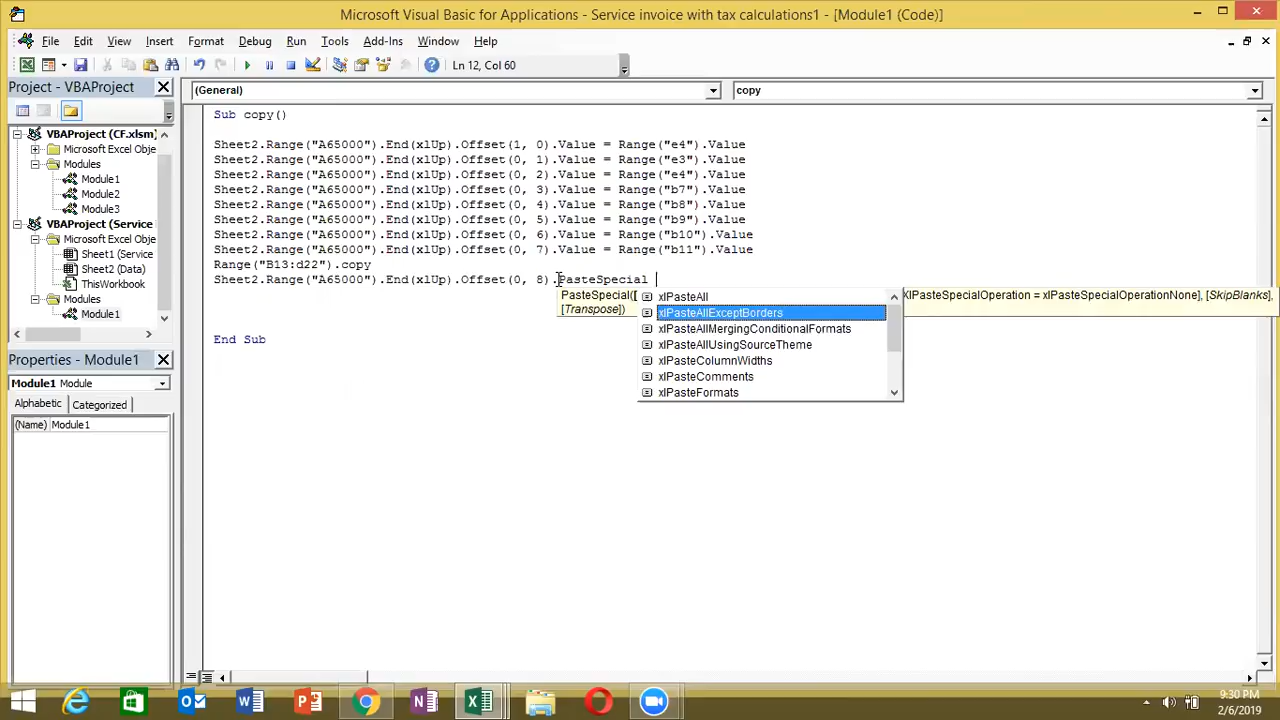 Microsoft Visual Basic for Applications - Service invoice with tax calculations1 - [Module1 (Code)]
File Edit View Insert Format Debug Run Tools Add-Ins Window Help
Ln 12, Col 60
Project - VBAProject
(General)
copy
VBAProject (CF.xlsm)
Microsoft Excel Obje
Modules
Module1
Module2
Module3
VBAProject (Service
Microsoft Excel Obje
Sheet1 (Service
Sheet2 (Data)
ThisWorkbook
Modules
Module1
Properties - Module1
Module1 Module
Alphabetic Categorized
(Name) Module1
Sub copy()
Sheet2.Range("A65000").End(xlUp).Offset(1, 0).Value = Range("e4").Value
Sheet2.Range("A65000").End(xlUp).Offset(0, 1).Value = Range("e3").Value
Sheet2.Range("A65000").End(xlUp).Offset(0, 2).Value = Range("e4").Value
Sheet2.Range("A65000").End(xlUp).Offset(0, 3).Value = Range("b7").Value
Sheet2.Range("A65000").End(xlUp).Offset(0, 4).Value = Range("b8").Value
Sheet2.Range("A65000").End(xlUp).Offset(0, 5).Value = Range("b9").Value
Sheet2.Range("A65000").End(xlUp).Offset(0, 6).Value = Range("b10").Value
Sheet2.Range("A65000").End(xlUp).Offset(0, 7).Value = Range("b11").Value
Range("B13:d22").copy
Sheet2.Range("A65000").End(xlUp).Offset(0, 8).PasteSpecial
PasteSpecial([ XlPasteSpecialOperation = xlPasteSpecialOperationNone], [SkipBlanks],
[Transpose])
xlPasteAll
xlPasteAllExceptBorders
xlPasteAllMergingConditionalFormats
xlPasteAllUsingSourceTheme
xlPasteColumnWidths
xlPasteComments
xlPasteFormats
End Sub
9:30 PM
2/6/2019